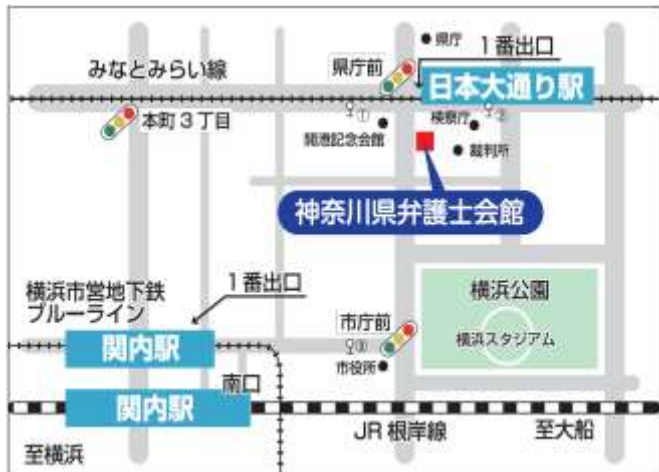 県庁
1番出口
みなとみらい線
県庁前
日本大通り駅
本町3丁目
①
開港記念会館
検察庁
②
裁判所
神奈川県弁護士会館
横浜市営地下鉄
ブルーライン
1番出口
関内駅
市庁前
③
市役所
横浜公園
横浜スタジアム
南口
関内駅
JR根岸線
至大船
至横浜